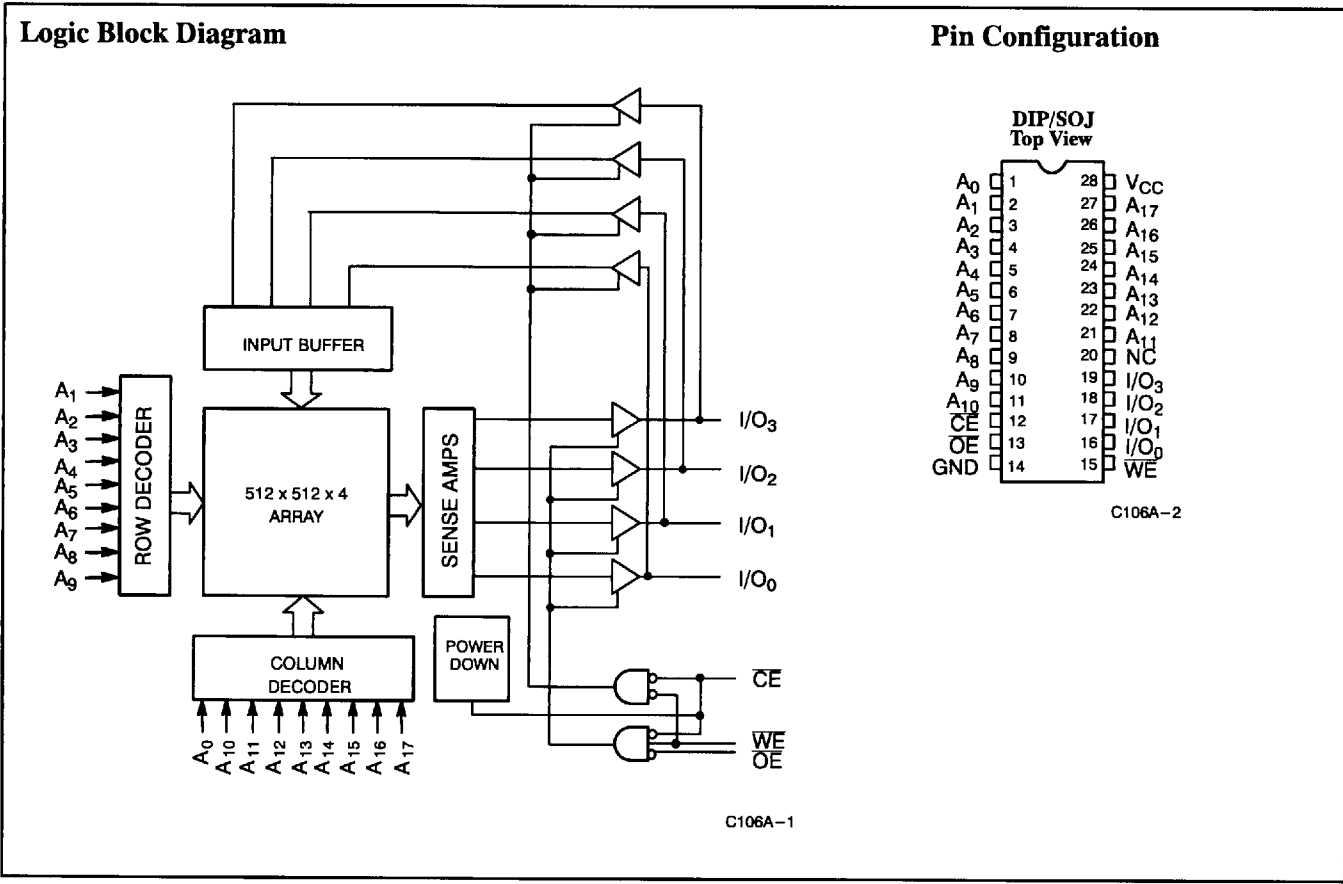 Logic Block Diagram
INPUT BUFFER
A1
A2
A3
A4
A5
A6
A7
A8
A9
ROW DECODER
512 x 512 x 4
ARRAY
SENSE AMPS
I/O3
I/O2
I/O1
I/O0
COLUMN
DECODER
POWER
DOWN
CE
WE
OE
A0
A10
A11
A12
A13
A14
A15
A16
A17
C106A-1
Pin Configuration
DIP/SOJ
Top View
A0 1 28 VCC
A1 2 27 A17
A2 3 26 A16
A3 4 25 A15
A4 5 24 A14
A5 6 23 A13
A6 7 22 A12
A7 8 21 A11
A8 9 20 NC
A9 10 19 I/O3
A10 11 18 I/O2
CE 12 17 I/O1
OE 13 16 I/O0
GND 14 15 WE
C106A-2